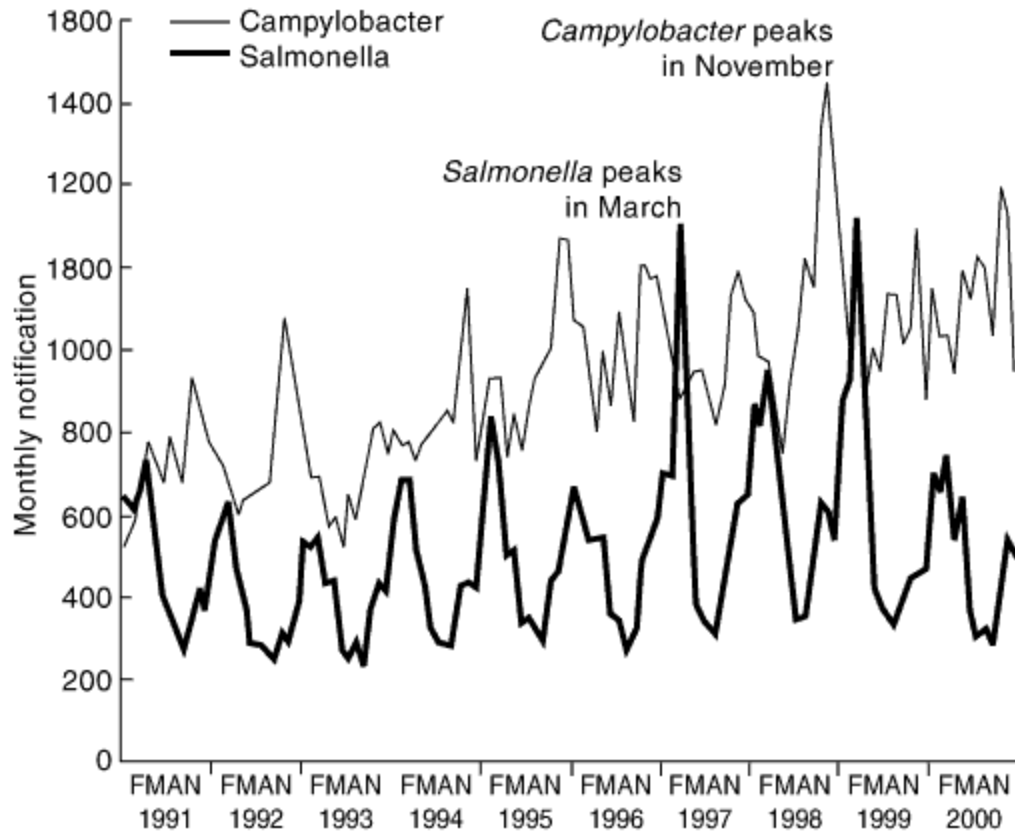 1800
Campylobacter
Salmonella
Campylobacter peaks
in November
1400
1200
Salmonella peaks
in March
1800
1000
800
600
400
200
0
Monthly notification
FMAN FMAN FMAN FMAN FMAN FMAN FMAN FMAN FMAN FMAN
1991 1992 1993 1994 1995 1996 1997 1998 1999 2000